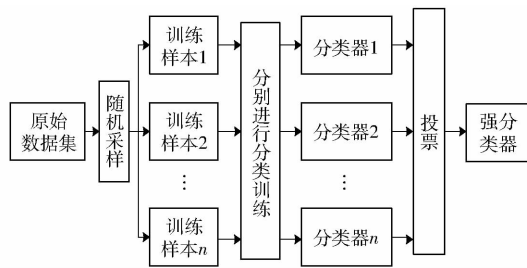 原始
数据集
随机采样
训练
样本1
训练
样本2
⋮
训练
样本n
分别进行分类训练
分类器1
分类器2
⋮
分类器n
投票
强分
类器